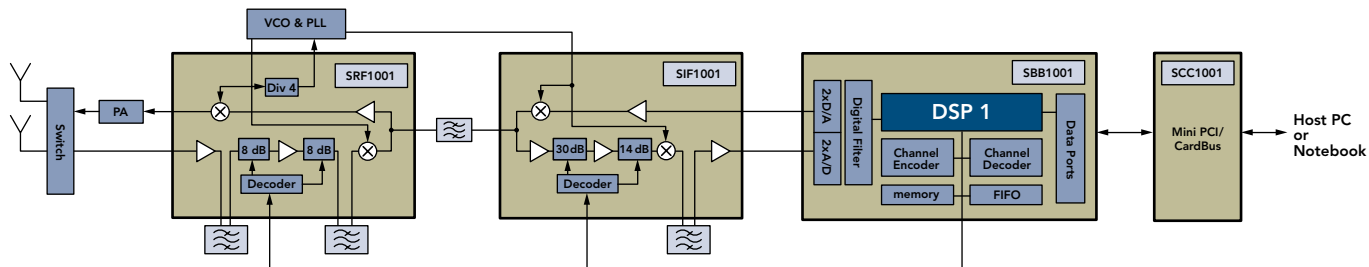 VCO & PLL
SRF1001
Div 4
PA
Switch
8 dB
8 dB
Decoder
SIF1001
30 dB
14 dB
Decoder
SBB1001
2xD/A
2xA/D
Digital Filter
DSP 1
Channel
Encoder
Channel
Decoder
memory
FIFO
Data Ports
SCC1001
Mini PCI/
CardBus
Host PC
or
Notebook